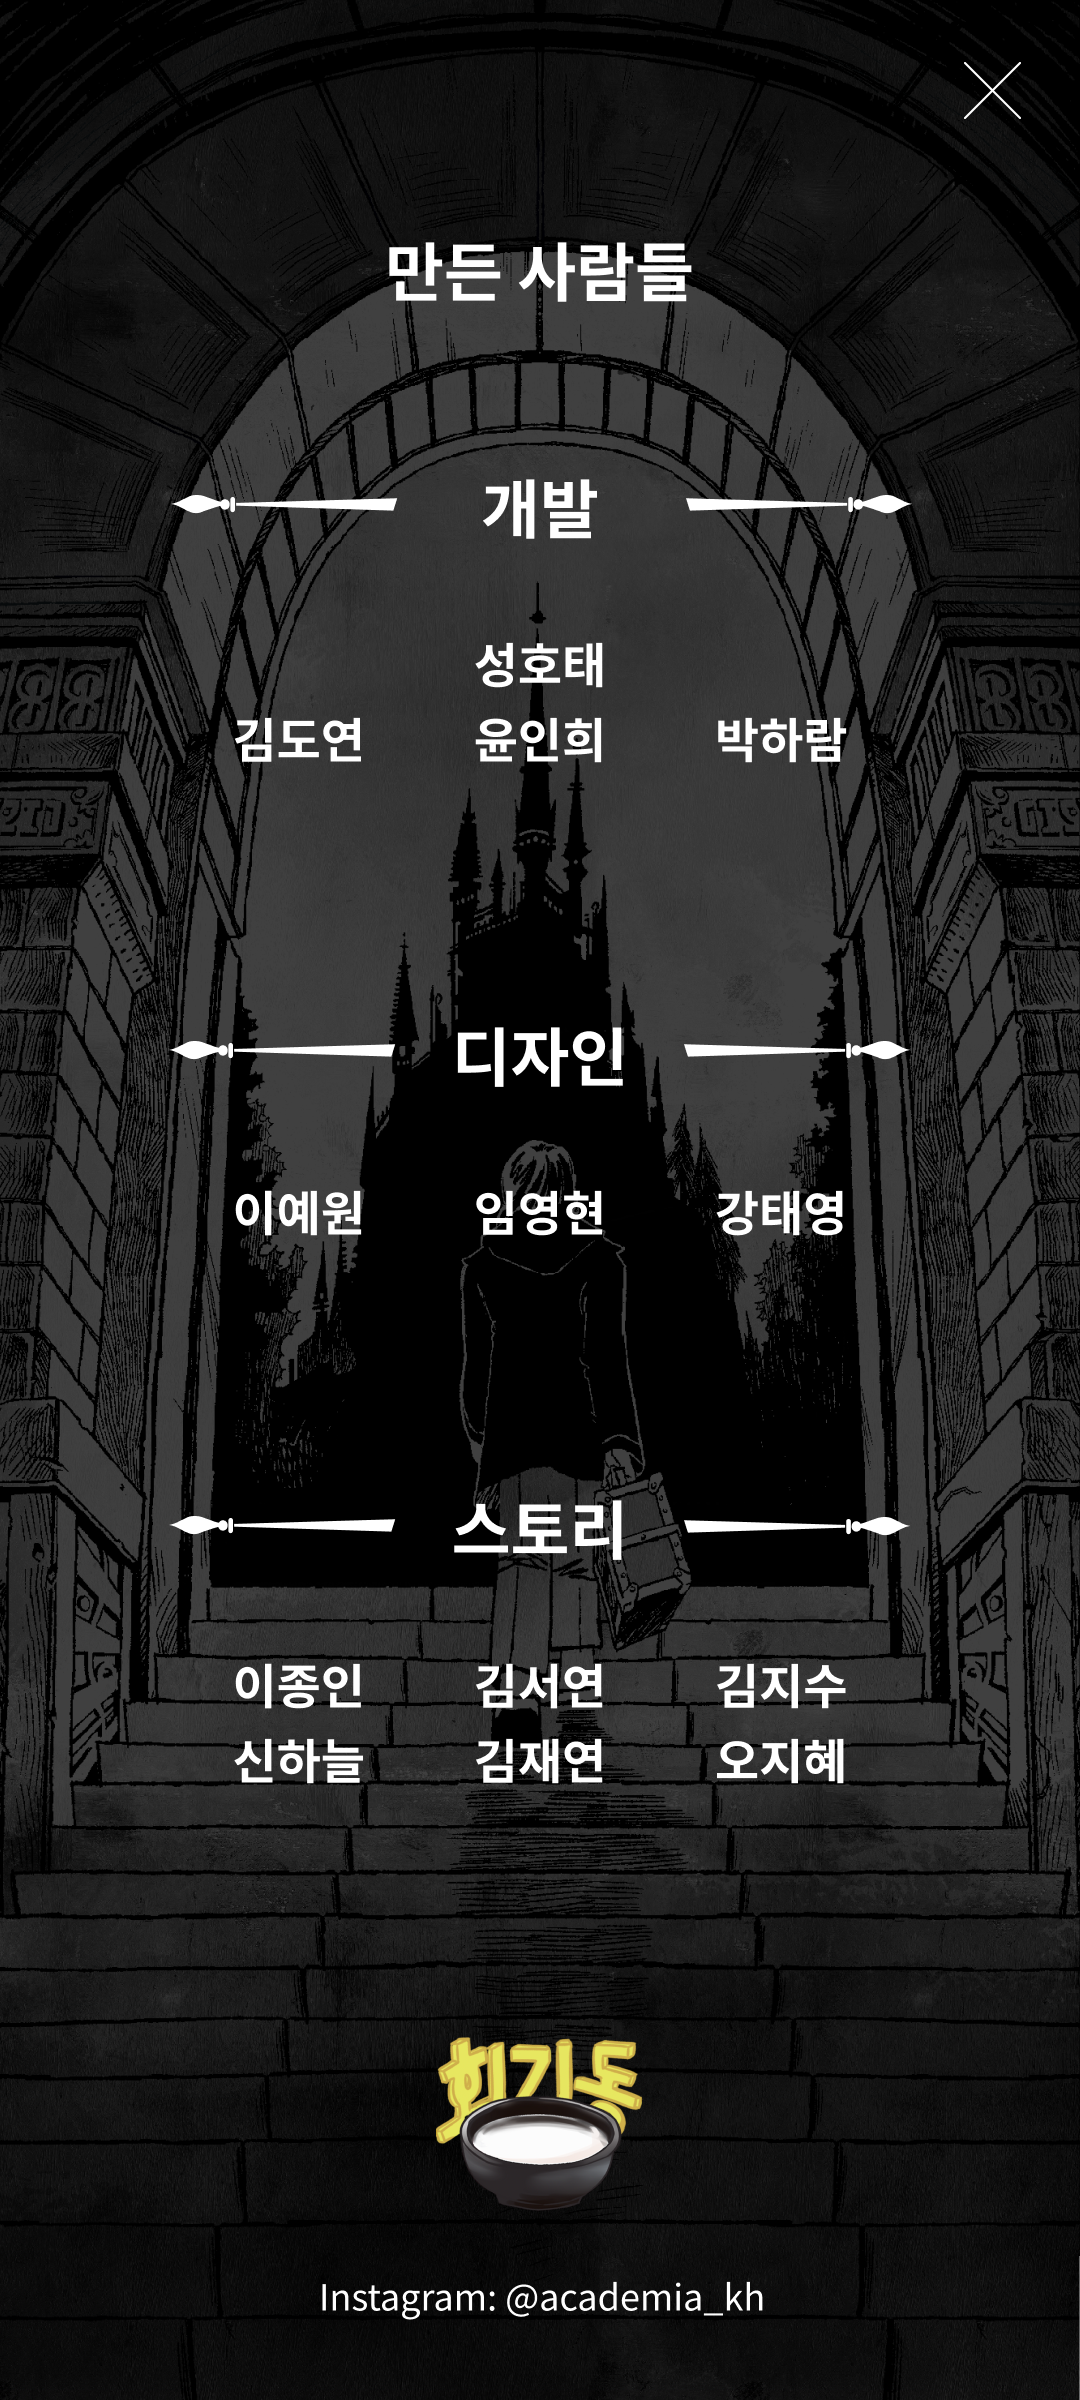 만든 사람들
개발
성호태
김도연 윤인희 박하람
디자인
이예원 임영현 강태영
스토리
이종인 김서연 김지수
신하늘 김재연 오지혜
회기동
Instagram: @academia_kh